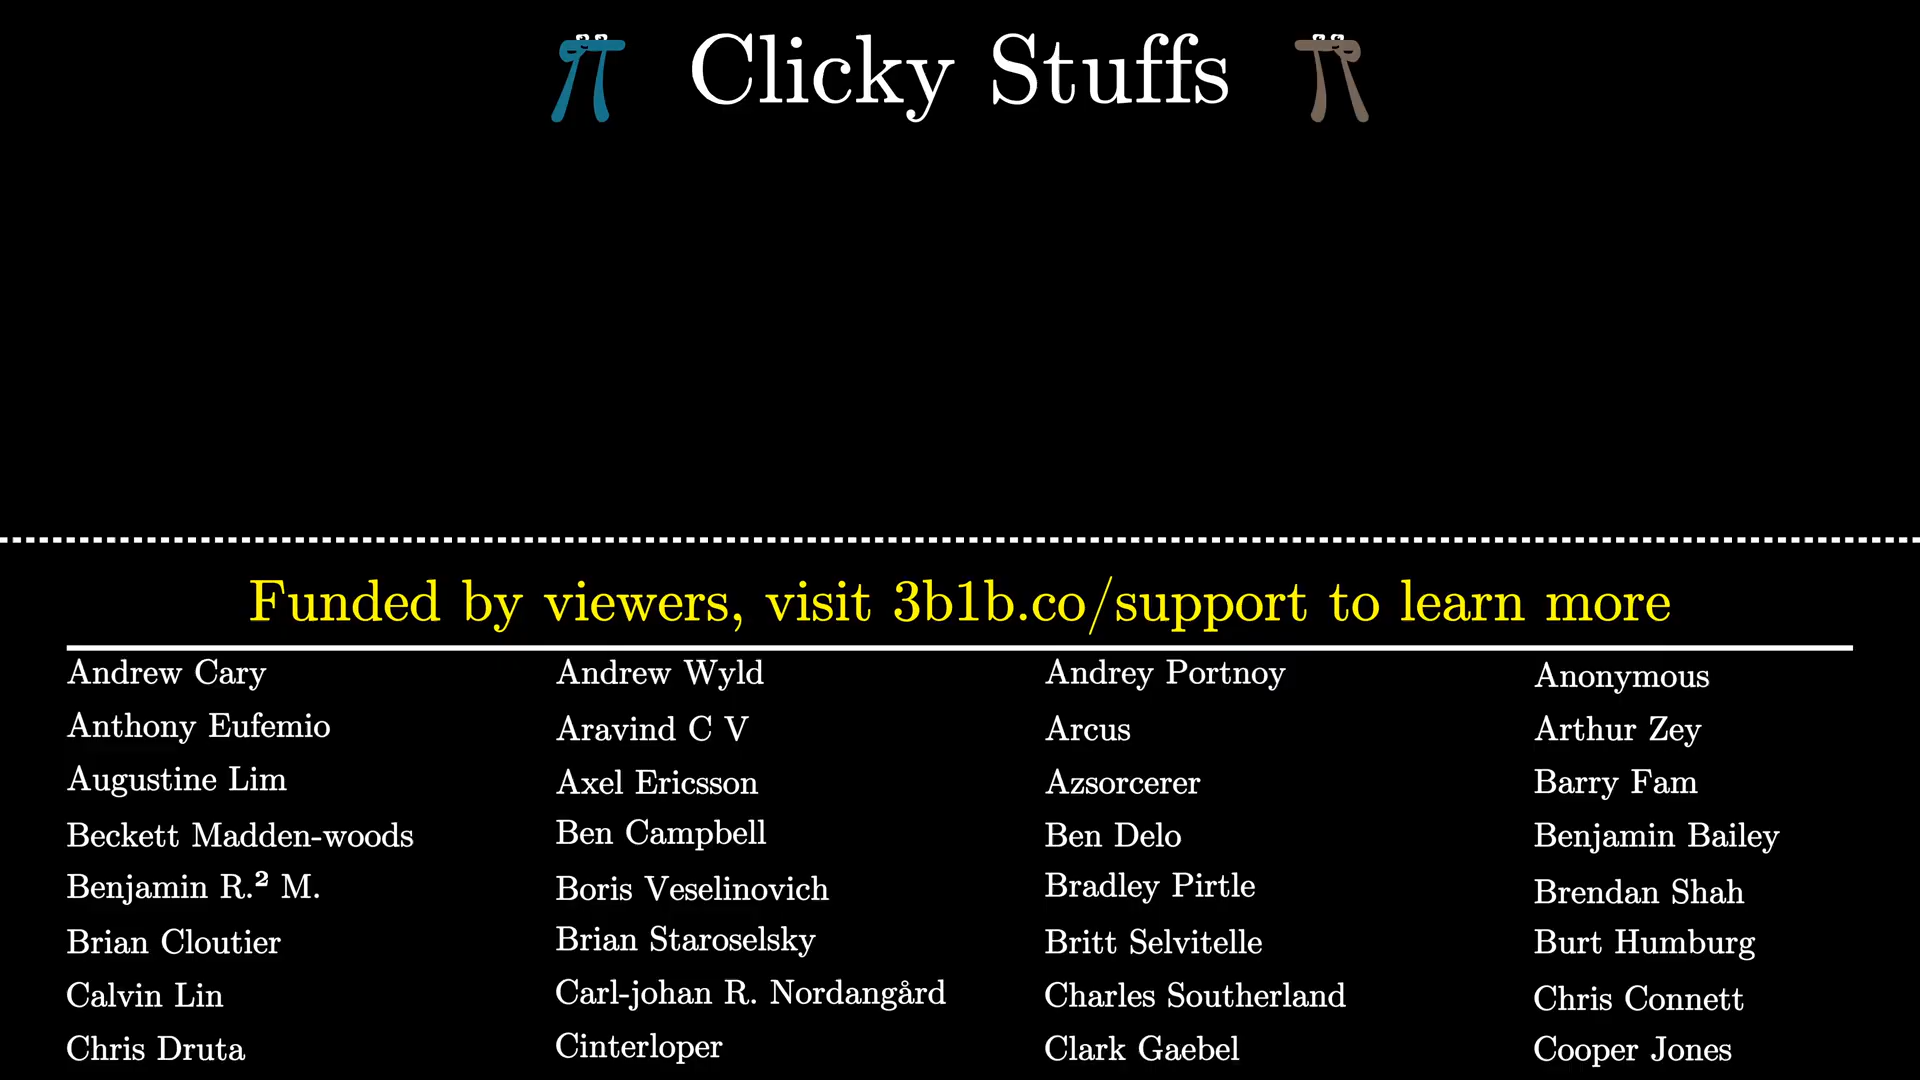 Clicky Stuffs
Funded by viewers, visit 3b1b.co/support to learn more
Andrew Cary Andrew Wyld Andrey Portnoy Anonymous
Anthony Eufemio Aravind C V Arcus Arthur Zey
Augustine Lim Axel Ericsson Azsorcerer Barry Fam
Beckett Madden-woods Ben Campbell Ben Delo Benjamin Bailey
Benjamin R.² M. Boris Veselinovich Bradley Pirtle Brendan Shah
Brian Cloutier Brian Staroselsky Britt Selvitelle Burt Humburg
Calvin Lin Carl-johan R. Nordangård Charles Southerland Chris Connett
Chris Druta Cinterloper Clark Gaebel Cooper Jones